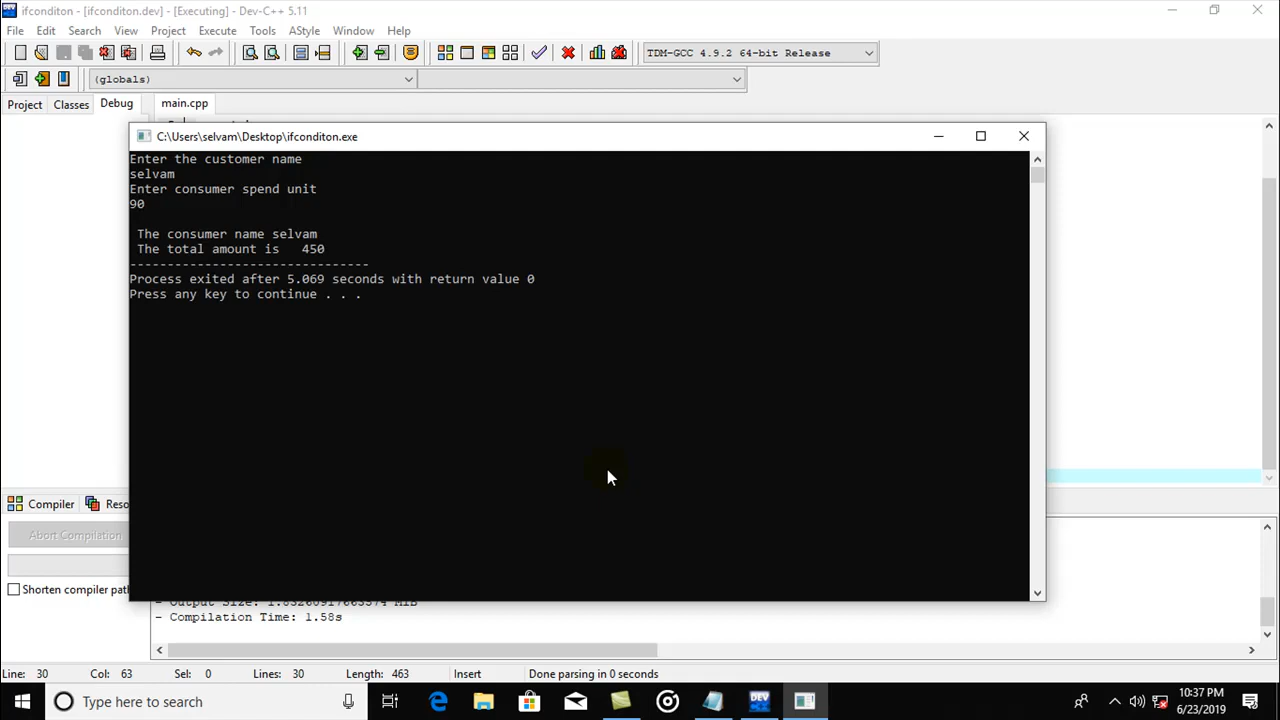 ifconditon - [ifconditon.dev] - [Executing] - Dev-C++ 5.11
File Edit Search View Project Execute Tools AStyle Window Help
TDM-GCC 4.9.2 64-bit Release
(globals)
Project Classes Debug main.cpp
C:\Users\selvam\Desktop\ifconditon.exe
Enter the customer name
selvam
Enter consumer spend unit
90
The consumer name selvam
The total amount is 450
--------------------------------
Process exited after 5.069 seconds with return value 0
Press any key to continue . . .
Compiler Reso
Abort Compilation
Shorten compiler path
- Compilation Time: 1.58s
Line: 30 Col: 63 Sel: 0 Lines: 30 Length: 463 Insert Done parsing in 0 seconds
Type here to search
DEV
10:37 PM
6/23/2019